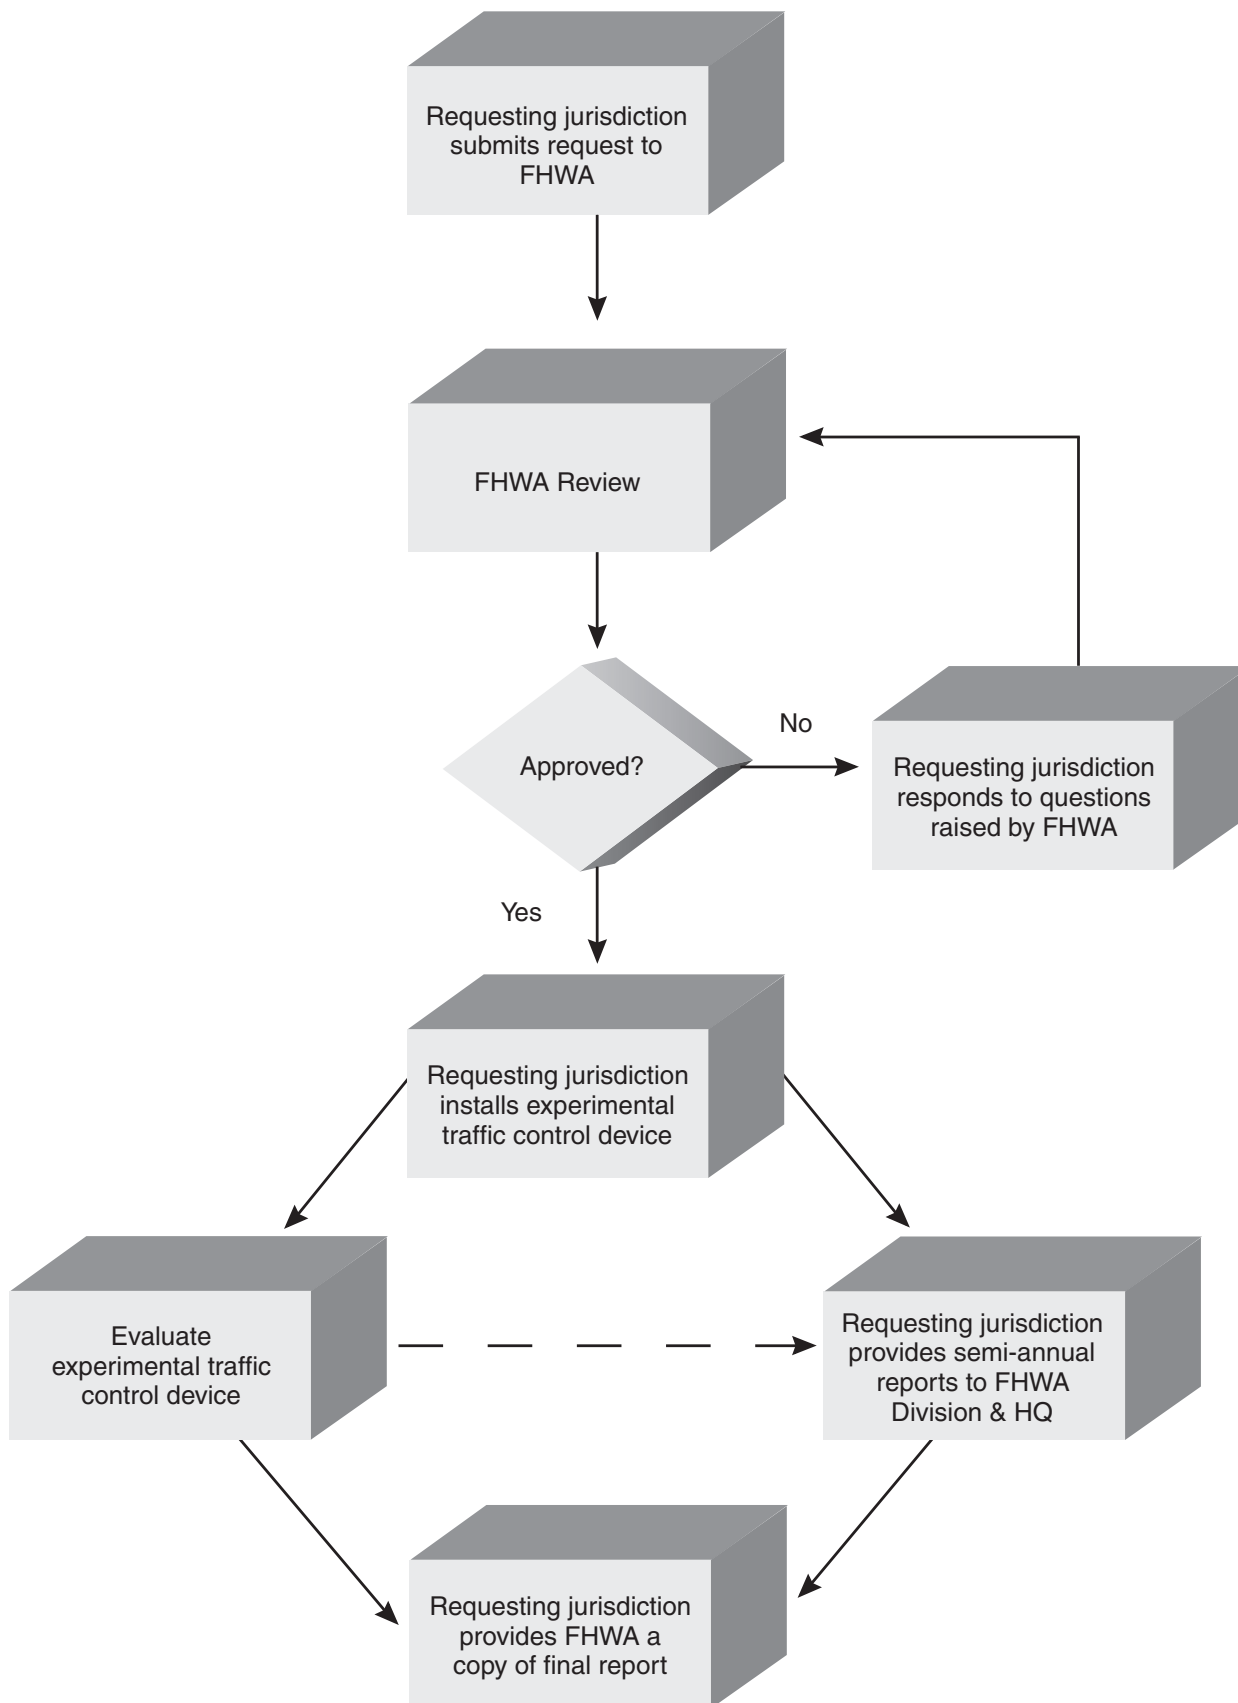 Requesting jurisdiction
submits request to
FHWA
FHWA Review
Approved?
No
Requesting jurisdiction
responds to questions
raised by FHWA
Yes
Requesting jurisdiction
installs experimental
traffic control device
Evaluate
experimental traffic
control device
Requesting jurisdiction
provides semi-annual
reports to FHWA
Division & HQ
Requesting jurisdiction
provides FHWA a
copy of final report